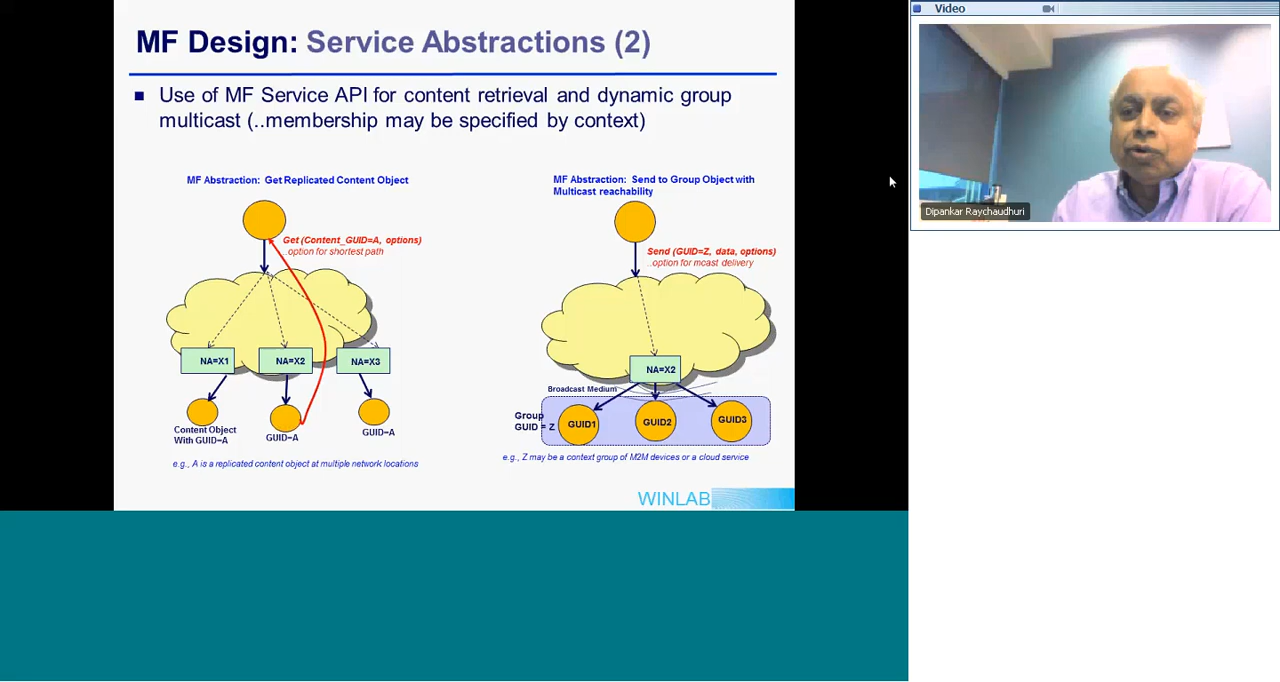 MF Design: Service Abstractions (2)
Use of MF Service API for content retrieval and dynamic group
multicast (..membership may be specified by context)
MF Abstraction: Get Replicated Content Object
Get (Content_GUID=A, options)
..option for shortest path
NA=X1
NA=X2
NA=X3
Content Object
With GUID=A
GUID=A
GUID=A
e.g., A is a replicated content object at multiple network locations
MF Abstraction: Send to Group Object with
Multicast reachability
Send (GUID=Z, data, options)
..option for mcast delivery
NA=X2
Broadcast Medium
Group
GUID = Z
GUID1
GUID2
GUID3
e.g., Z may be a context group of M2M devices or a cloud service
WINLAB
Video
Dipankar Raychaudhuri